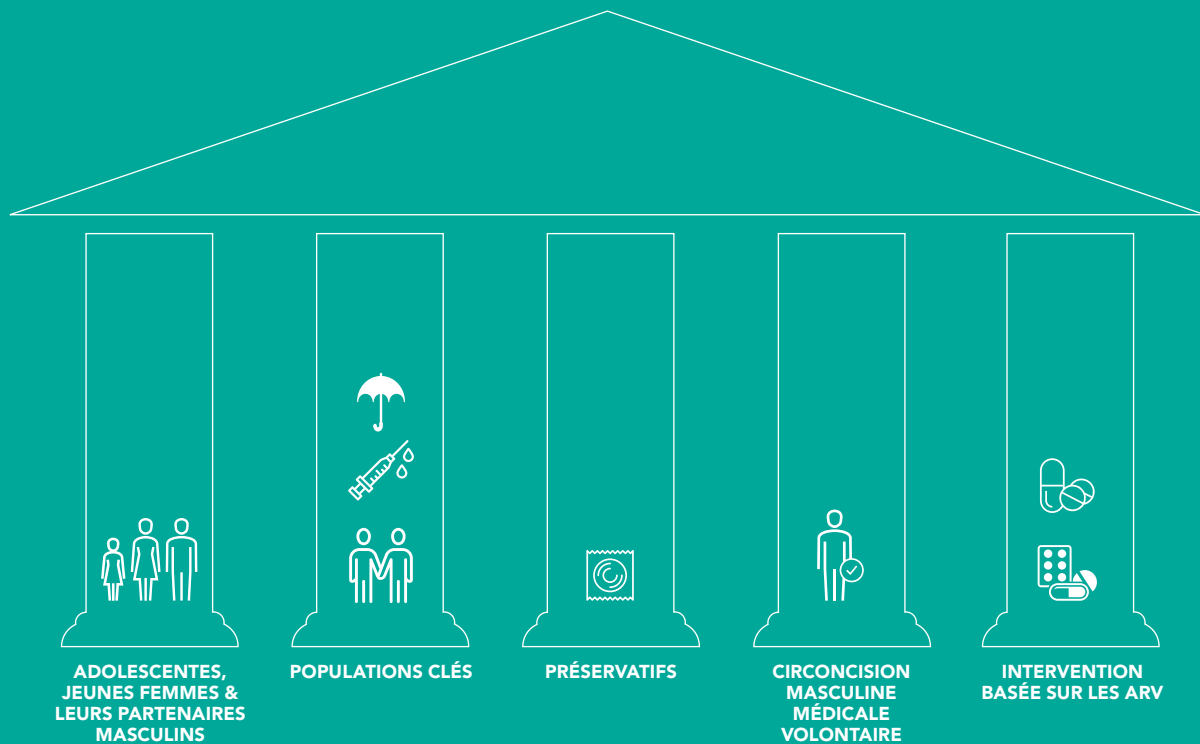 ADOLESCENTES,
JEUNES FEMMES &
LEURS PARTENAIRES
MASCULINS
POPULATIONS CLÉS
PRÉSERVATIFS
CIRCONCISION
MASCULINE
MÉDICALE
VOLONTAIRE
INTERVENTION
BASÉE SUR LES ARV